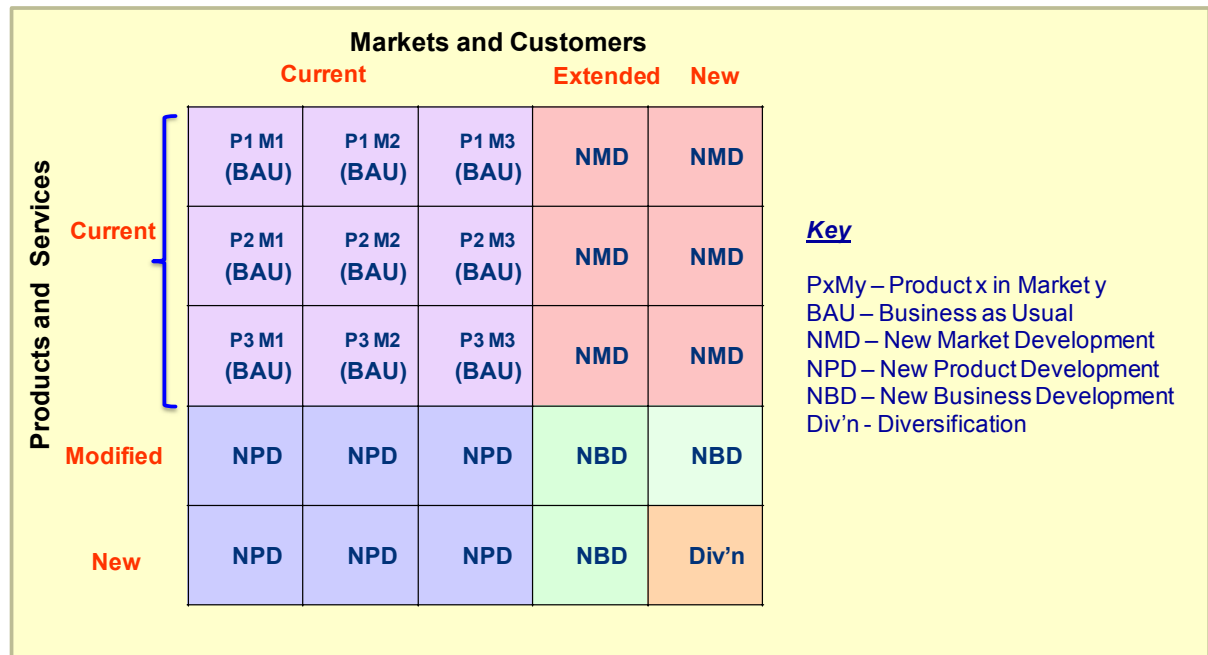 Markets and Customers
Current Extended New
Products and Services
Current
P1 M1 P1 M2 P1 M3
(BAU) (BAU) (BAU) NMD NMD
P2 M1 P2 M2 P2 M3
(BAU) (BAU) (BAU) NMD NMD
P3 M1 P3 M2 P3 M3
(BAU) (BAU) (BAU) NMD NMD
Modified NPD NPD NPD NBD NBD
New NPD NPD NPD NBD Div’n
Key
PxMy – Product x in Market y
BAU – Business as Usual
NMD – New Market Development
NPD – New Product Development
NBD – New Business Development
Div’n - Diversification